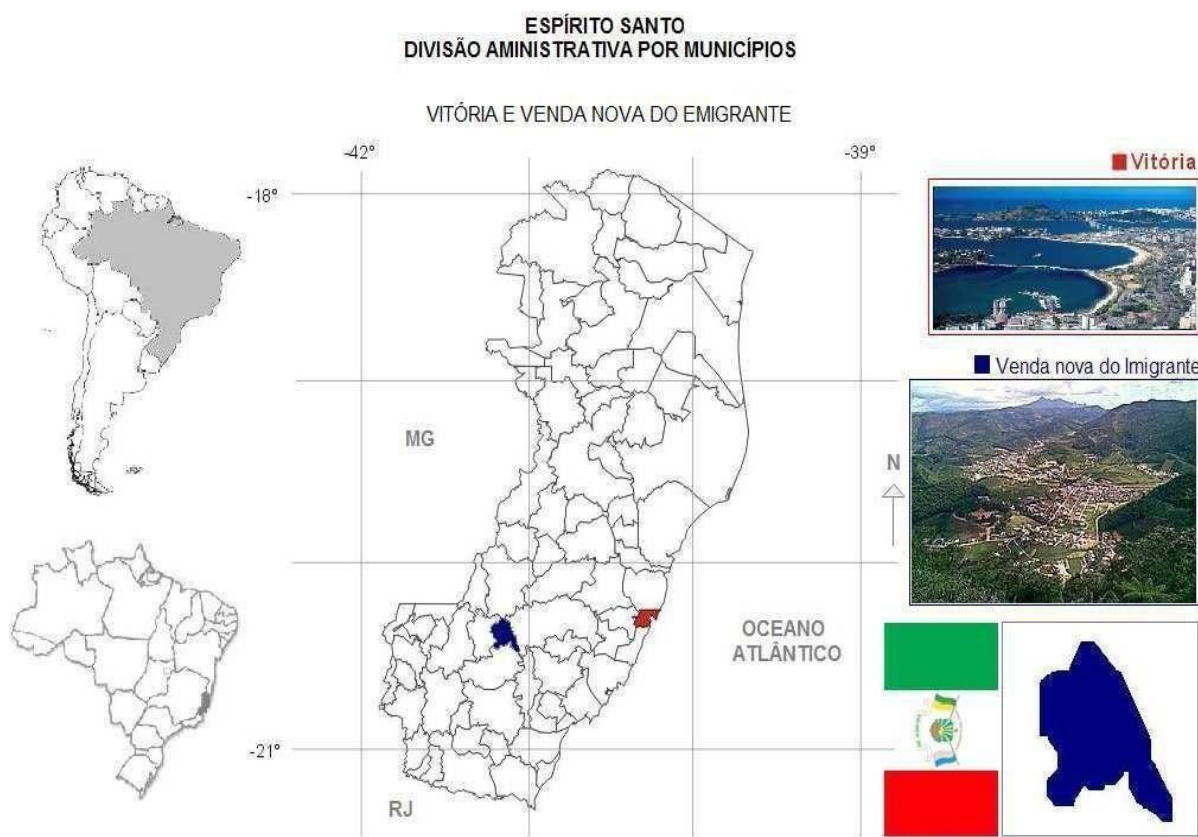 ESPÍRITO SANTO
DIVISÃO AMINISTRATIVA POR MUNICÍPIOS
VITÓRIA E VENDA NOVA DO EMIGRANTE
-42°
-39°
-18°
Vitória
Venda nova do Imigrante
MG
N
OCEANO
ATLÂNTICO
-21°
RJ